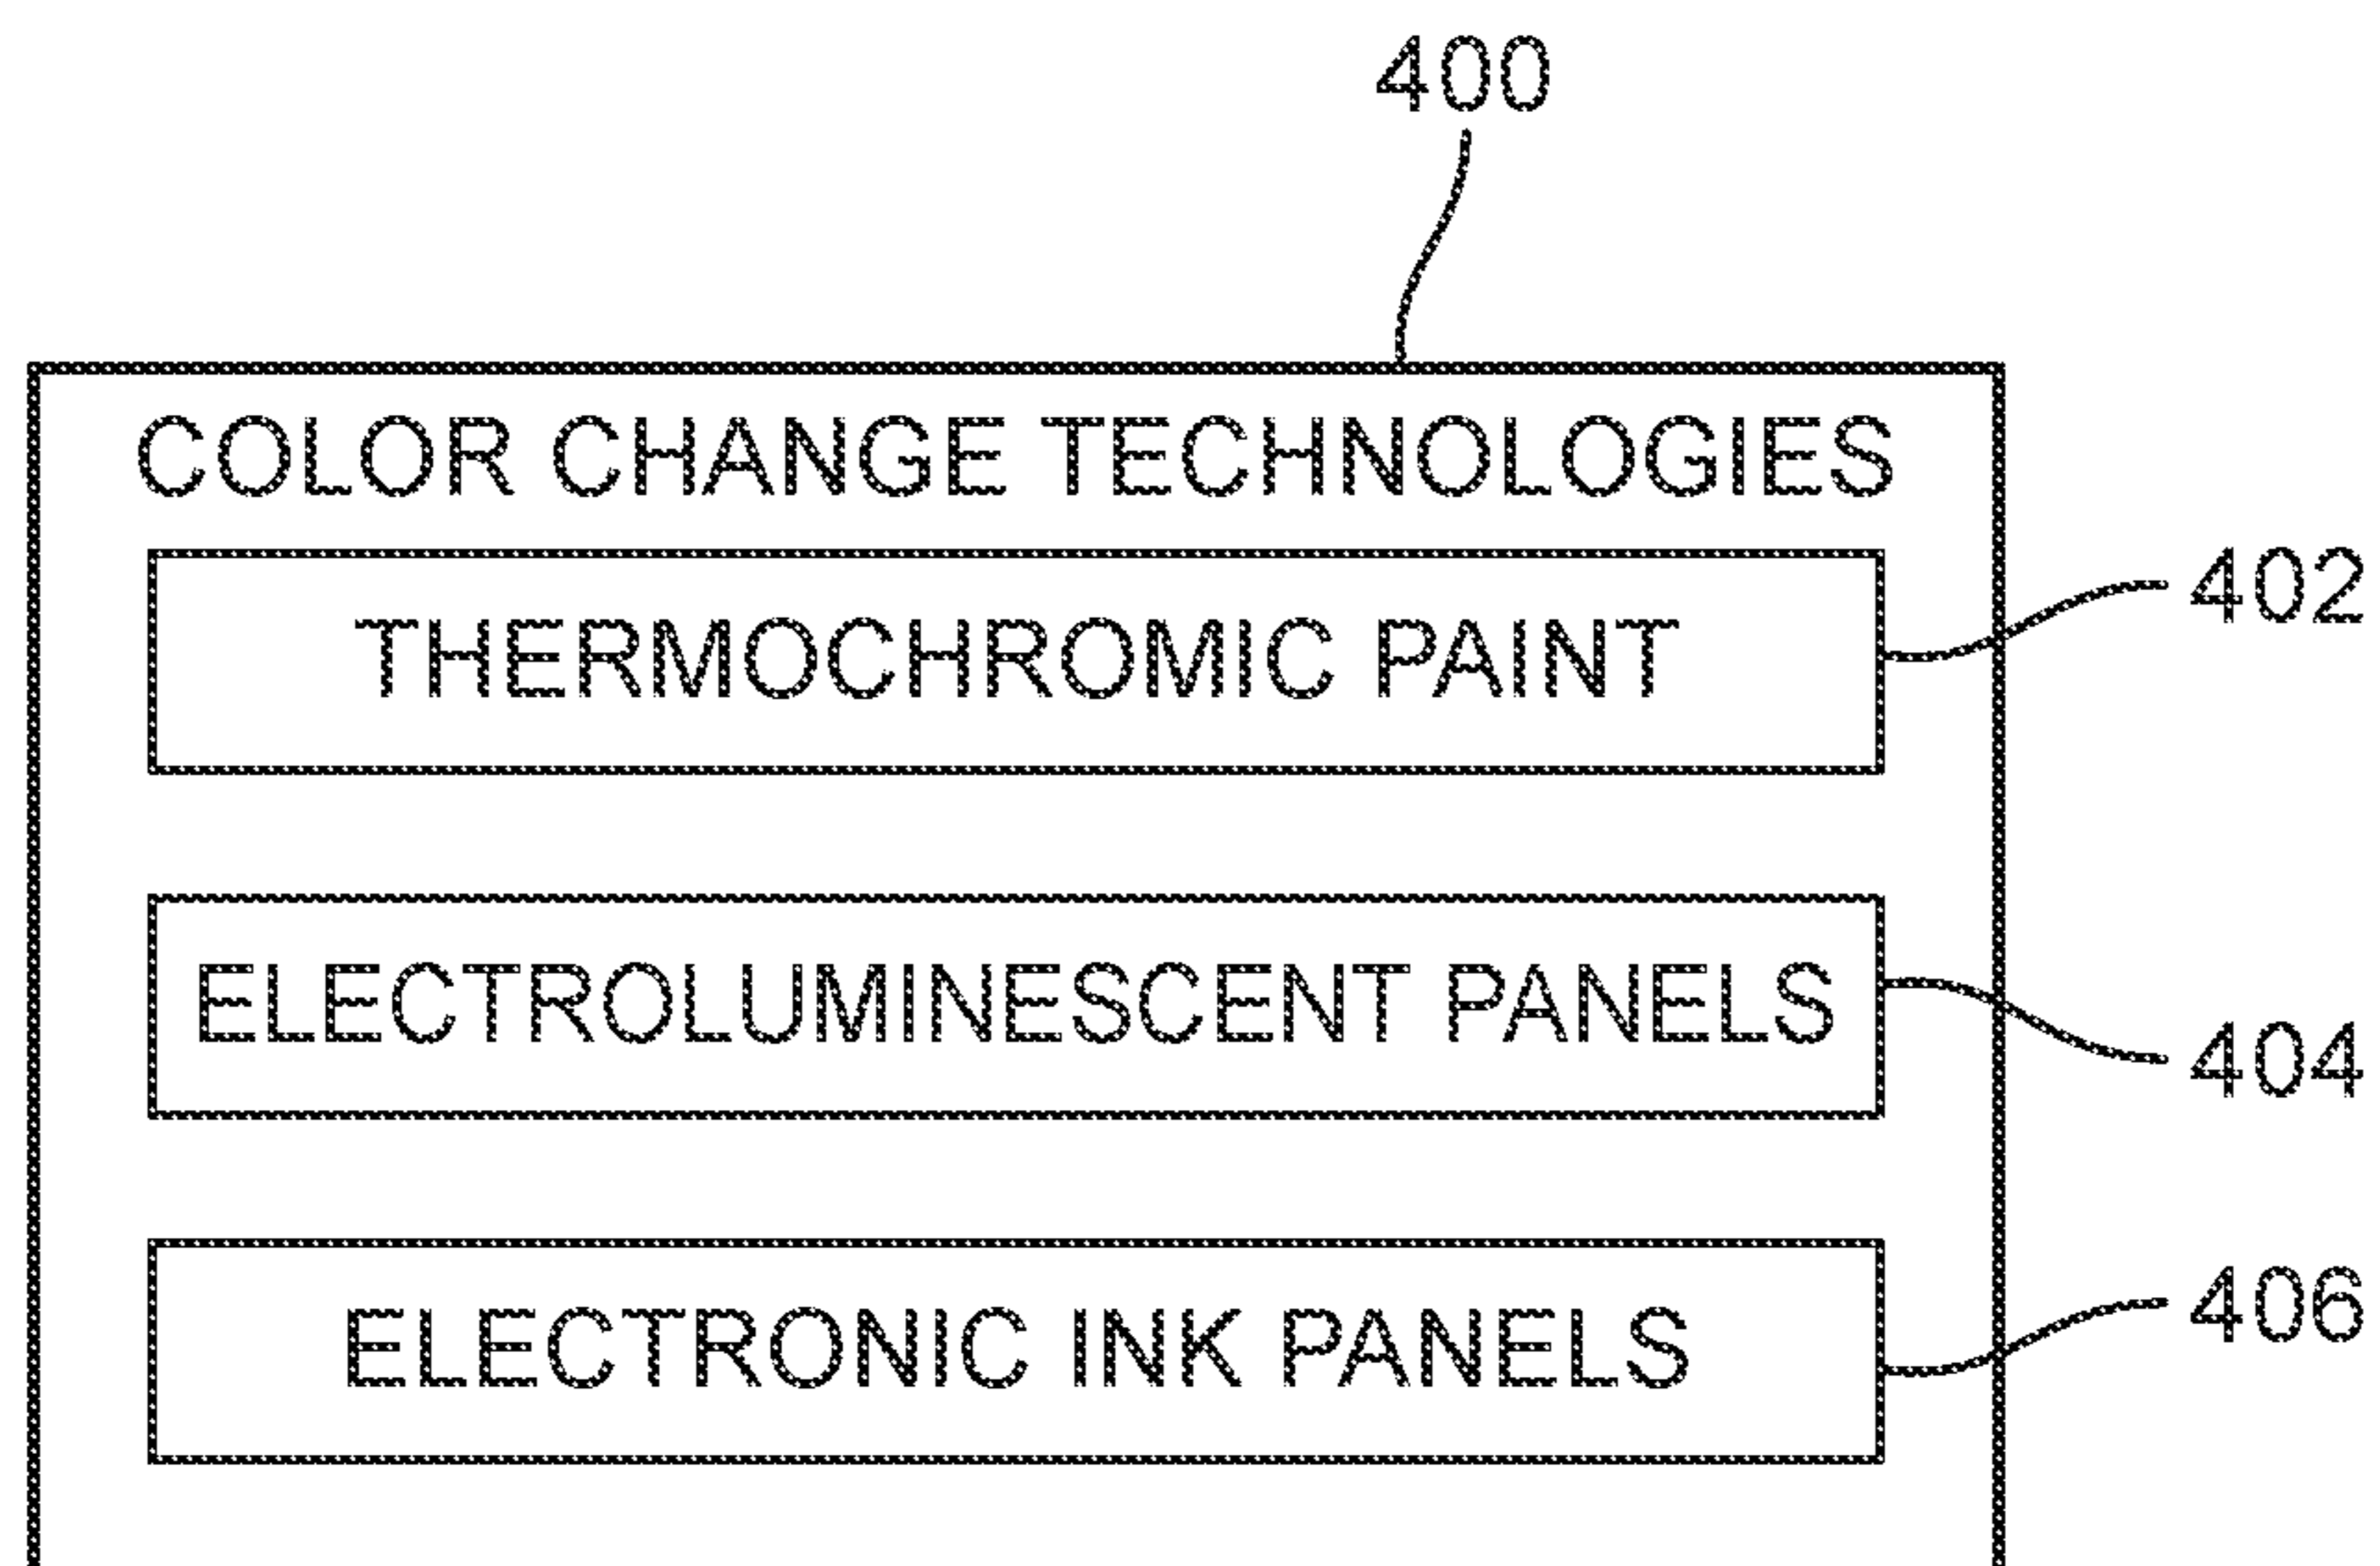 400
COLOR CHANGE TECHNOLOGIES
THERMOCHROMIC PAINT
402
ELECTROLUMINESCENT PANELS
404
ELECTRONIC INK PANELS
406